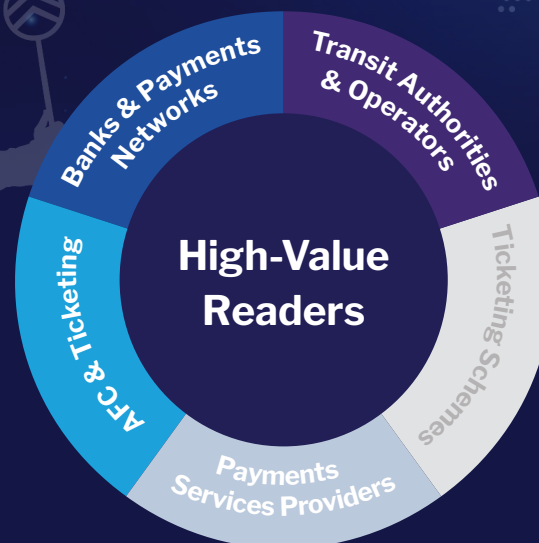 High-Value
Readers
Transit Authorities
& Operators
Ticketing Schemes
Payments
Services Providers
AFC & Ticketing
Banks & Payments
Networks